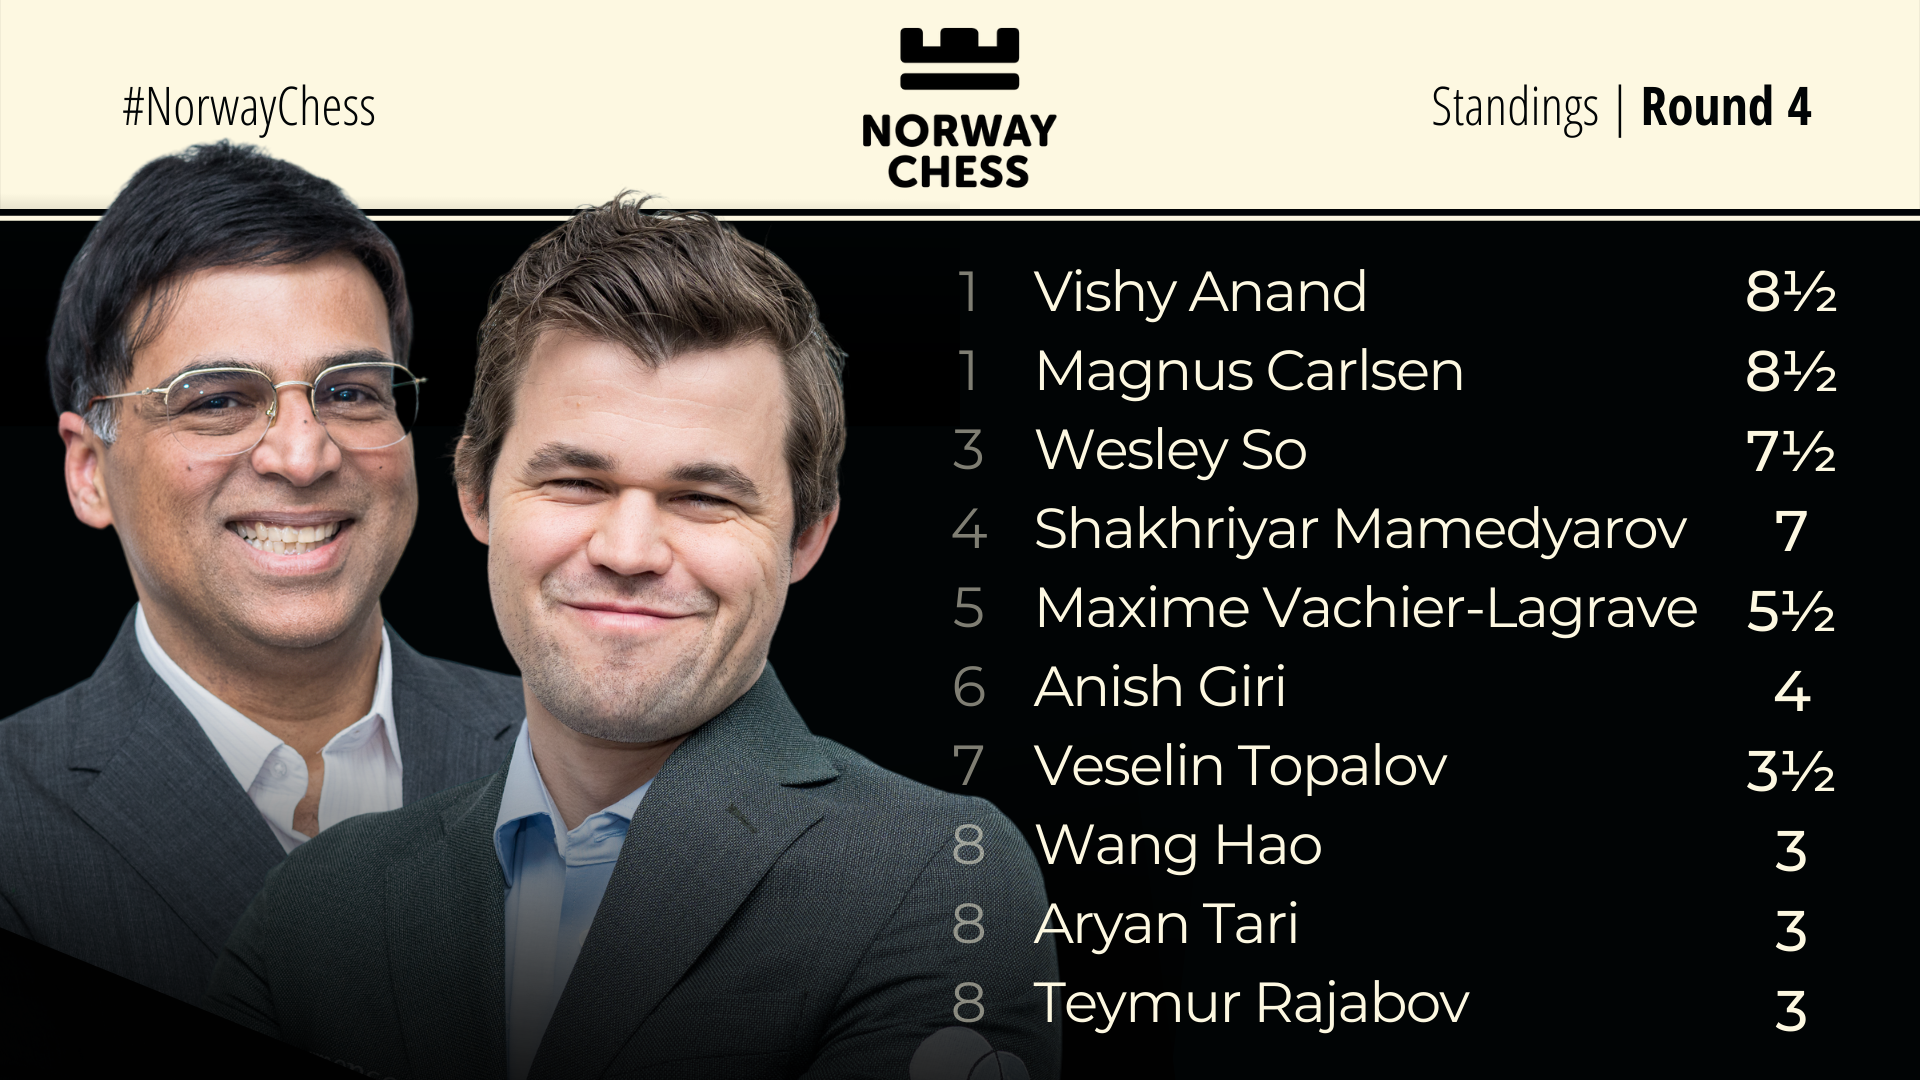 #NorwayChess
NORWAY
CHESS
Standings | Round 4
1 Vishy Anand 8½
1 Magnus Carlsen 8½
3 Wesley So 7½
4 Shakhriyar Mamedyarov 7
5 Maxime Vachier-Lagrave 5½
6 Anish Giri 4
7 Veselin Topalov 3½
8 Wang Hao 3
8 Aryan Tari 3
8 Teymur Rajabov 3